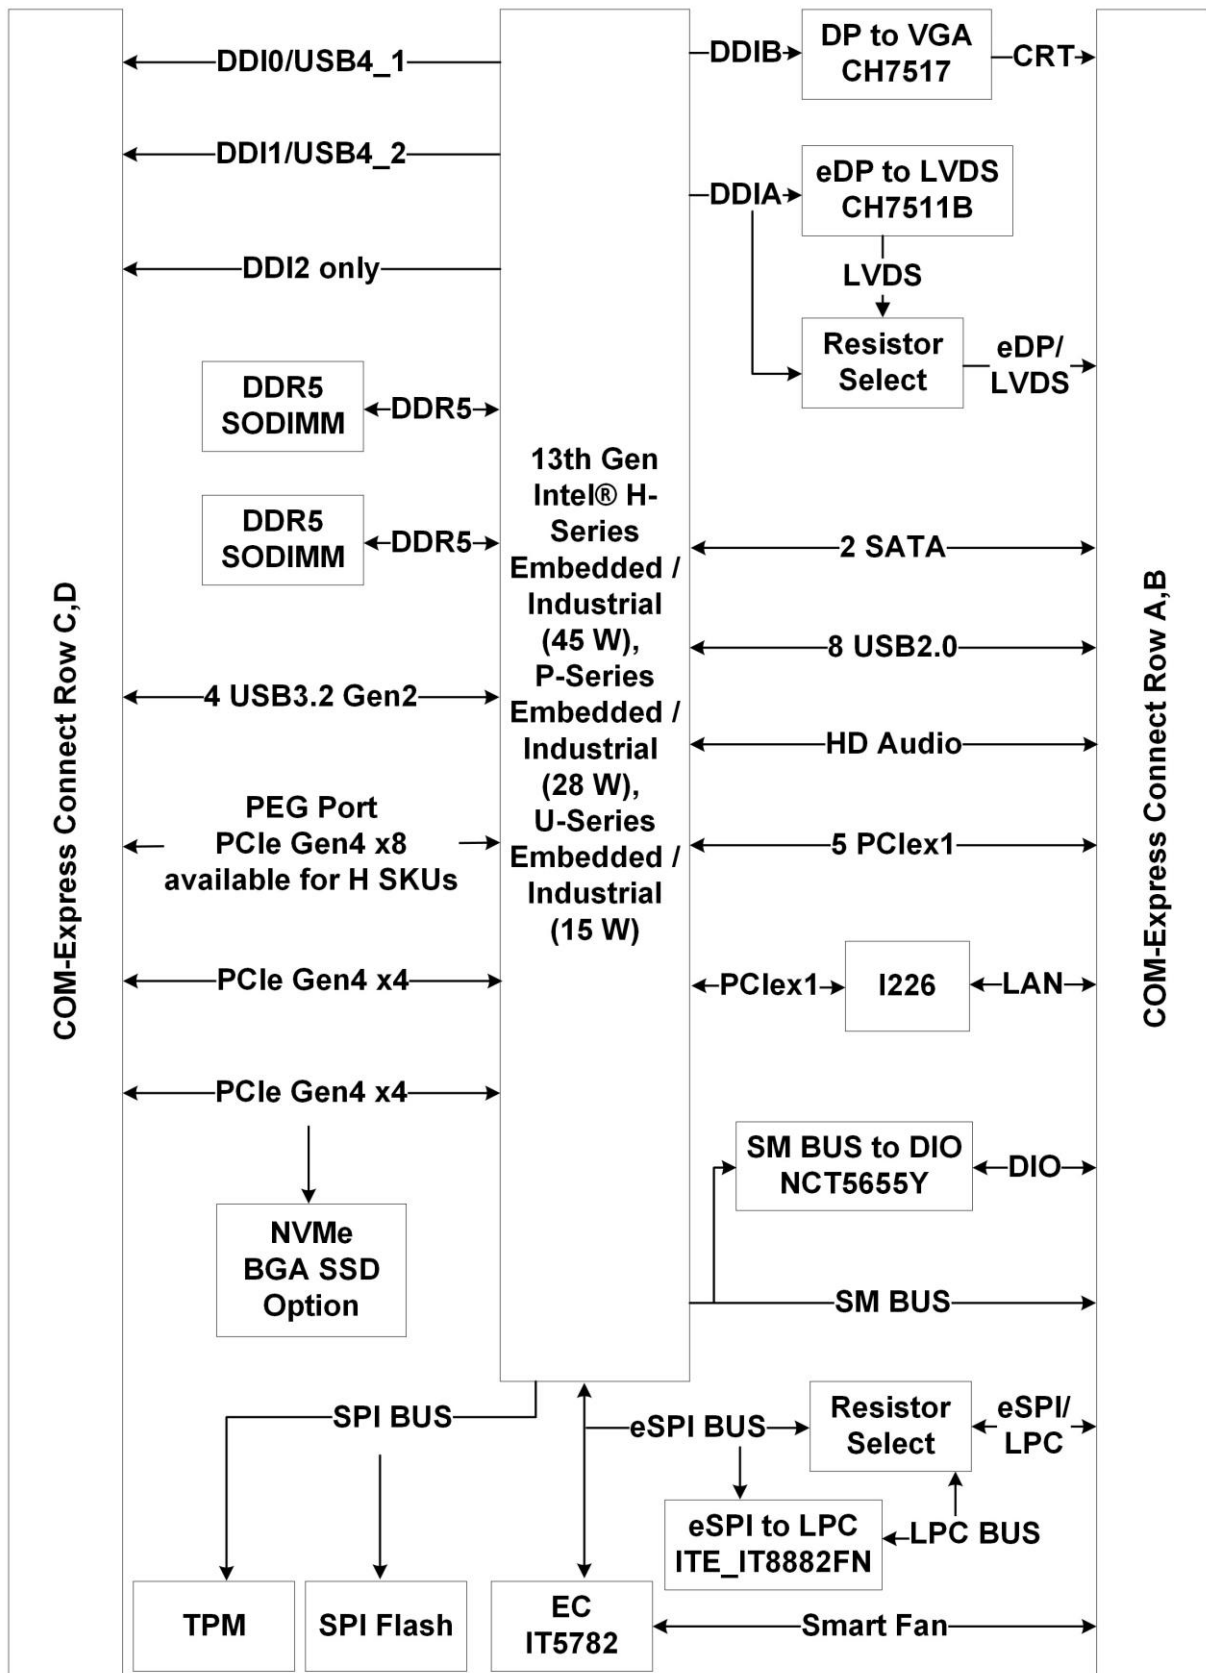 COM-Express Connect Row C,D
DDI0/USB4_1
DDI1/USB4_2
DDI2 only
DDR5
SODIMM
DDR5
DDR5
SODIMM
DDR5
4 USB3.2 Gen2
PEG Port
PCIe Gen4 x8
available for H SKUs
PCIe Gen4 x4
PCIe Gen4 x4
NVMe
BGA SSD
Option
SPI BUS
TPM
SPI Flash
13th Gen
Intel® H-
Series
Embedded /
Industrial
(45 W),
P-Series
Embedded /
Industrial
(28 W),
U-Series
Embedded /
Industrial
(15 W)
DDIB
DP to VGA
CH7517
CRT
DDIA
eDP to LVDS
CH7511B
LVDS
Resistor
Select
eDP/
LVDS
2 SATA
8 USB2.0
HD Audio
5 PCIex1
PCIex1
I226
LAN
SM BUS to DIO
NCT5655Y
DIO
SM BUS
eSPI BUS
Resistor
Select
eSPI/
LPC
eSPI to LPC
ITE_IT8882FN
LPC BUS
EC
IT5782
Smart Fan
COM-Express Connect Row A,B